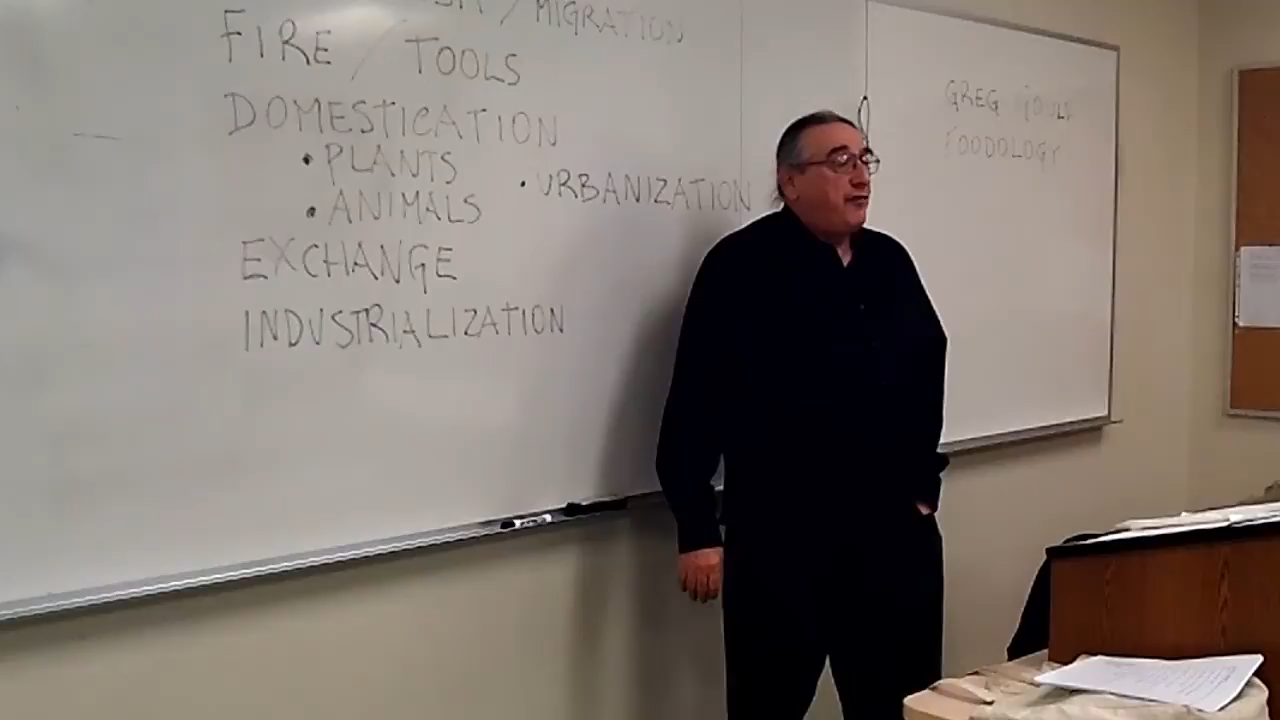 / MIGRATION
FIRE / TOOLS
DOMESTICATION
• PLANTS
• ANIMALS
• URBANIZATION
EXCHANGE
INDUSTRIALIZATION
GREG
FOODOLOGY